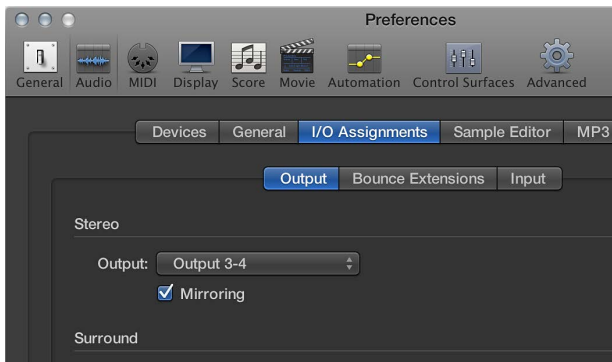 Preferences
General Audio MIDI Display Score Movie Automation Control Surfaces Advanced
Devices General I/O Assignments Sample Editor MP3
Output Bounce Extensions Input
Stereo
Output: Output 3-4
Mirroring
Surround